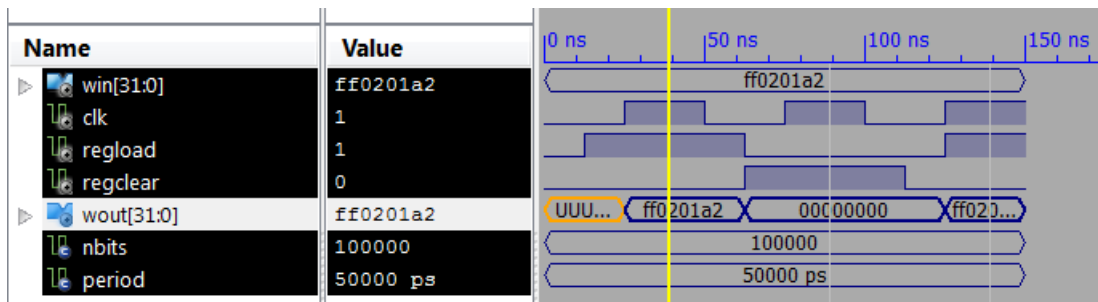 Name Value 0 ns 50 ns 100 ns 150 ns
win[31:0] ff0201a2 ff0201a2
clk 1
regload 1
regclear 0
wout[31:0] ff0201a2 UUU... ff0201a2 00000000 ff020...
nbits 100000 100000
period 50000 ps 50000 ps